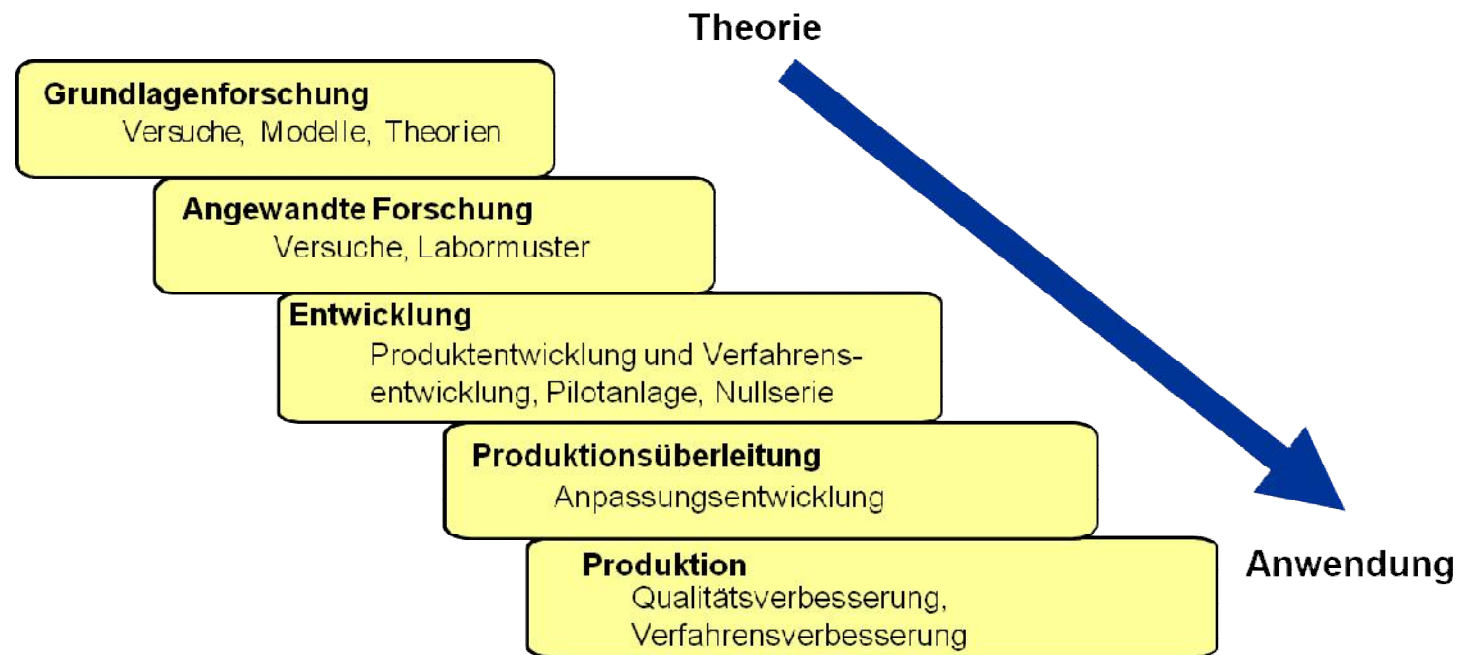 Theorie
Grundlagenforschung
Versuche, Modelle, Theorien
Angewandte Forschung
Versuche, Labormuster
Entwicklung
Produktentwicklung und Verfahrens-
entwicklung, Pilotanlage, Nullserie
Produktionsüberleitung
Anpassungsentwicklung
Produktion
Qualitätsverbesserung,
Verfahrensverbesserung
Anwendung